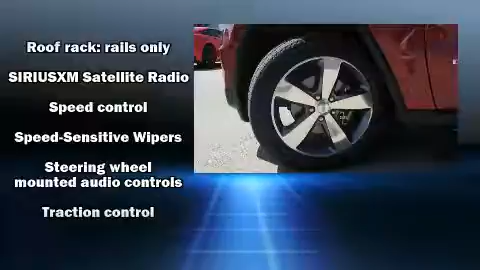 Roof rack: rails only
SIRIUSXM Satellite Radio
Speed control
Speed-Sensitive Wipers
Steering wheel
mounted audio controls
Traction control